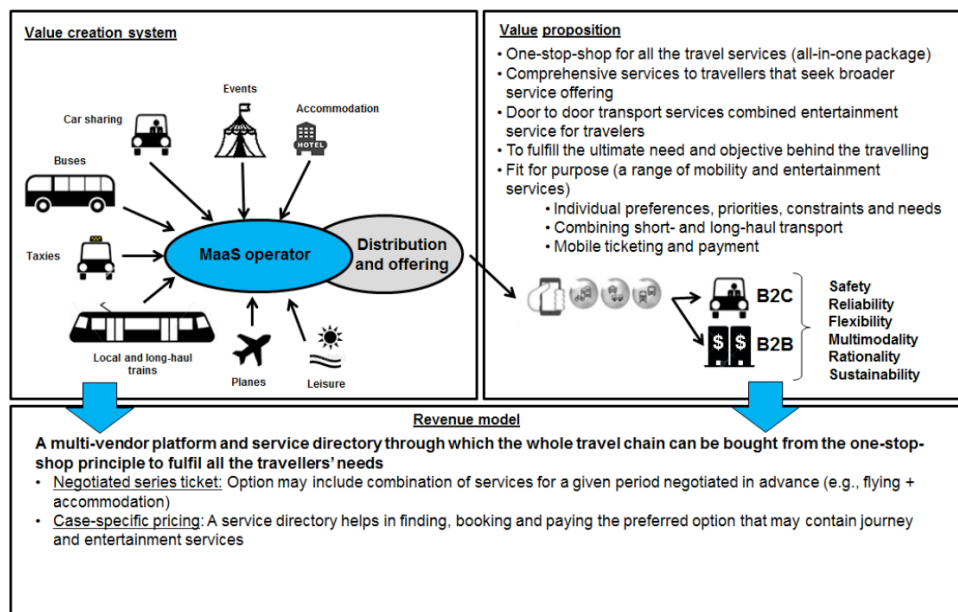 Value creation system
Events
Accommodation
Car sharing
HOTEL
Buses
Taxies
MaaS operator
Distribution
and offering
Local and long-haul
trains
Planes
Leisure
Value proposition
• One-stop-shop for all the travel services (all-in-one package)
• Comprehensive services to travellers that seek broader
service offering
• Door to door transport services combined entertainment
service for travelers
• To fulfill the ultimate need and objective behind the travelling
• Fit for purpose (a range of mobility and entertainment
services)
• Individual preferences, priorities, constraints and needs
• Combining short- and long-haul transport
• Mobile ticketing and payment
B2C
$ $
B2B
Safety
Reliability
Flexibility
Multimodality
Rationality
Sustainability
Revenue model
A multi-vendor platform and service directory through which the whole travel chain can be bought from the one-stop-
shop principle to fulfil all the travellers' needs
• Negotiated series ticket: Option may include combination of services for a given period negotiated in advance (e.g., flying +
accommodation)
• Case-specific pricing: A service directory helps in finding, booking and paying the preferred option that may contain journey
and entertainment services